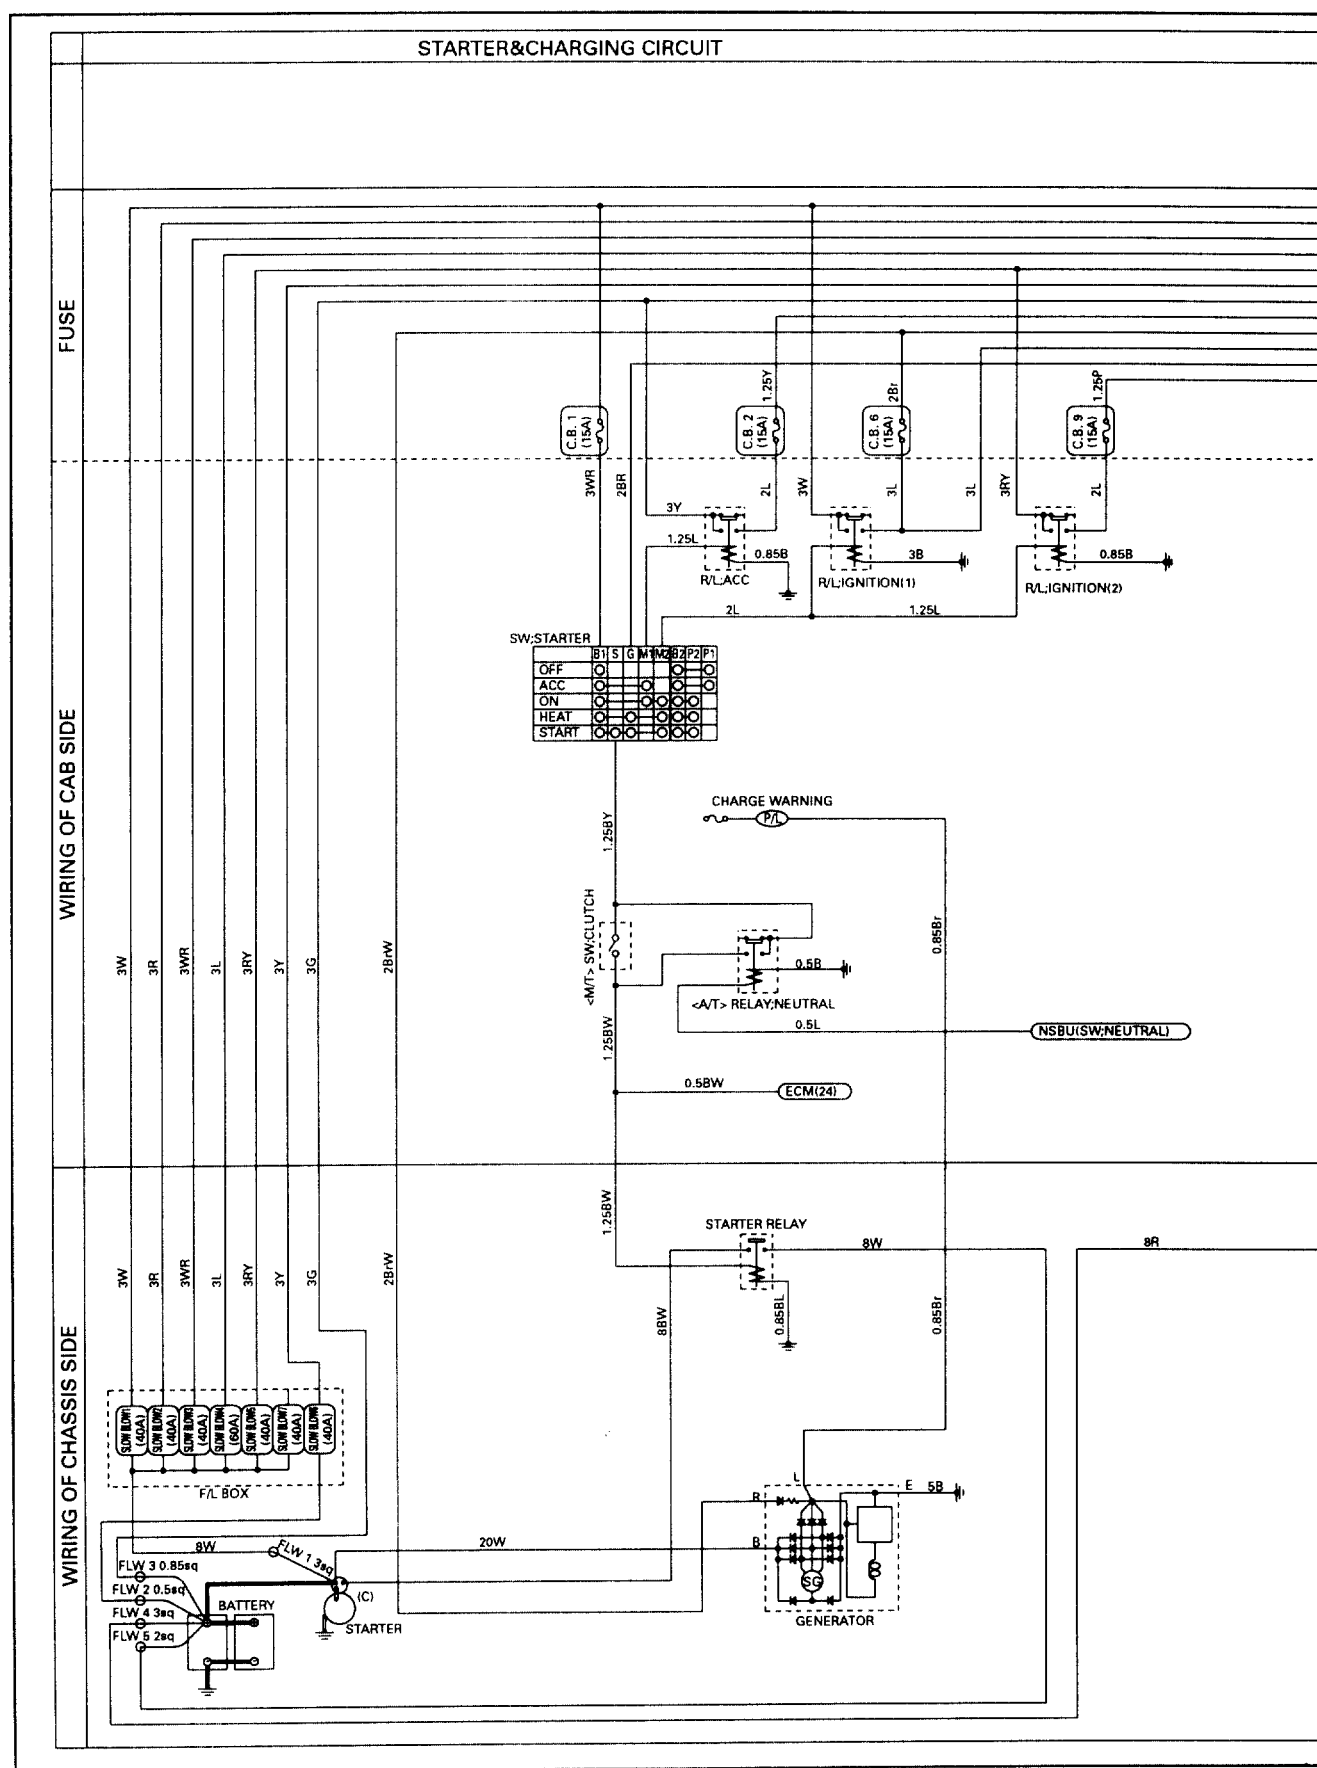 STARTER&CHARGING CIRCUIT
FUSE
1.25Y
2Br
1.25P
C.B. 1
(15A)
C.B. 2
(15A)
C.B. 6
(15A)
C.B. 9
(15A)
3WR
2BR
2L
3W
3L
3L
3RY
2L
3Y
1.25L
0.85B
3B
0.85B
R/L;ACC
R/L;IGNITION(1)
R/L;IGNITION(2)
2L
1.25L
SW;STARTER
B1 S G M1 M2 B2 P2 P1
OFF
ACC
ON
HEAT
START
WIRING OF CAB SIDE
CHARGE WARNING
P/L
1.25BY
<M/T> SW;CLUTCH
0.85Br
3W
3R
3WR
3L
3RY
3Y
3G
2BrW
0.5B
<A/T> RELAY;NEUTRAL
0.5L
NSBU(SW;NEUTRAL)
1.25BW
0.5BW
ECM(24)
WIRING OF CHASSIS SIDE
1.25BW
STARTER RELAY
8W
8R
3W
3R
3WR
3L
3RY
3Y
3G
2BrW
8BW
0.85BL
0.85Br
SLOW BLOW1
(40A)
SLOW BLOW2
(40A)
SLOW BLOW3
(40A)
SLOW BLOW4
(60A)
SLOW BLOW5
(40A)
SLOW BLOW7
(40A)
(40A)
F/L BOX
L
R
E
5B
B
SG
GENERATOR
8W
FLW 1 3sq
20W
FLW 3 0.85sq
FLW 2 0.5sq
FLW 4 3sq
FLW 5 2sq
BATTERY
(C)
STARTER